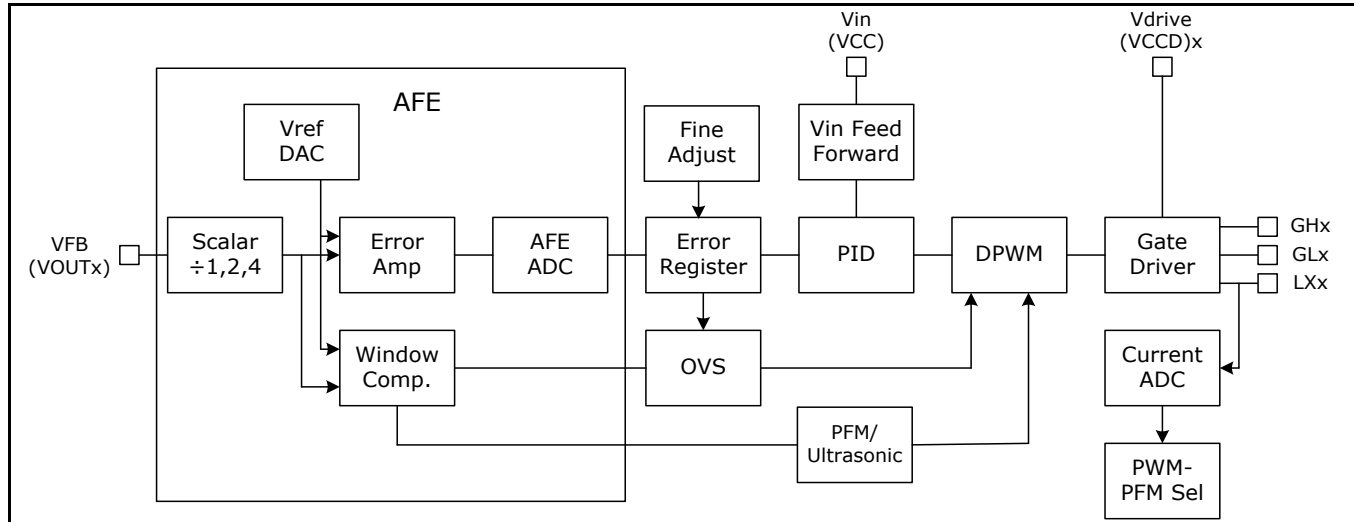 Vin
(VCC)
Vdrive
(VCCD)x
AFE
Vref
DAC
Fine
Adjust
Vin Feed
Forward
VFB
(VOUTx)
Scalar
÷1,2,4
Error
Amp
AFE
ADC
Error
Register
PID
DPWM
Gate
Driver
GHx
GLx
LXx
Window
Comp.
OVS
Current
ADC
PFM/
Ultrasonic
PWM-
PFM Sel